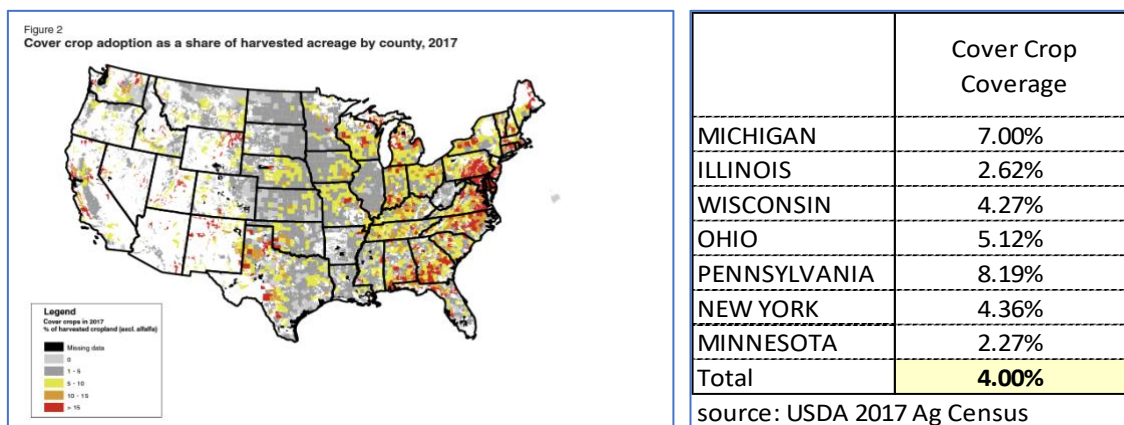 Figure 2
Cover crop adoption as a share of harvested acreage by county, 2017
Legend
Cover crops in 2017
% of harvested cropland (excl. alfalfa)
Missing data
0
1 - 5
5 - 10
10 - 15
> 15
Cover Crop
Coverage
MICHIGAN 7.00%
ILLINOIS 2.62%
WISCONSIN 4.27%
OHIO 5.12%
PENNSYLVANIA 8.19%
NEW YORK 4.36%
MINNESOTA 2.27%
Total 4.00%
source: USDA 2017 Ag Census